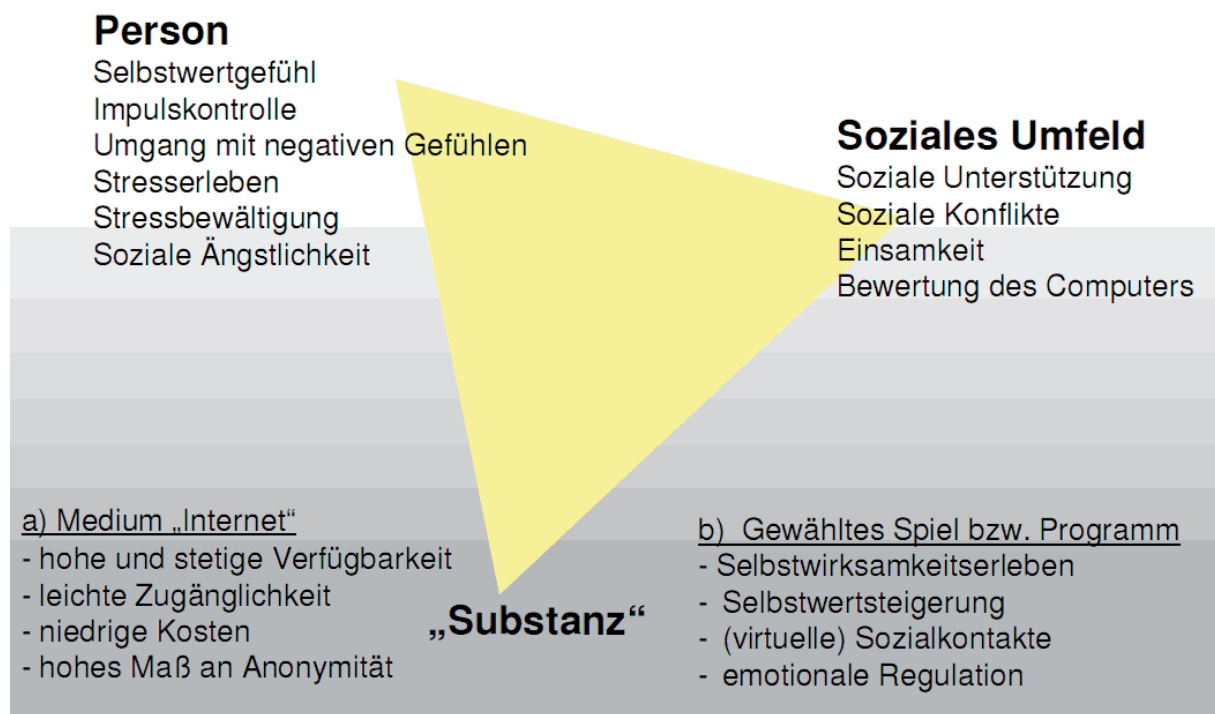 Person
Selbstwertgefühl
Impulskontrolle
Umgang mit negativen Gefühlen
Stresserleben
Stressbewältigung
Soziale Ängstlichkeit
Soziales Umfeld
Soziale Unterstützung
Soziale Konflikte
Einsamkeit
Bewertung des Computers
a) Medium „Internet“
- hohe und stetige Verfügbarkeit
- leichte Zugänglichkeit
- niedrige Kosten
- hohes Maß an Anonymität
„Substanz“
b) Gewähltes Spiel bzw. Programm
- Selbstwirksamkeitserleben
- Selbstwertsteigerung
- (virtuelle) Sozialkontakte
- emotionale Regulation